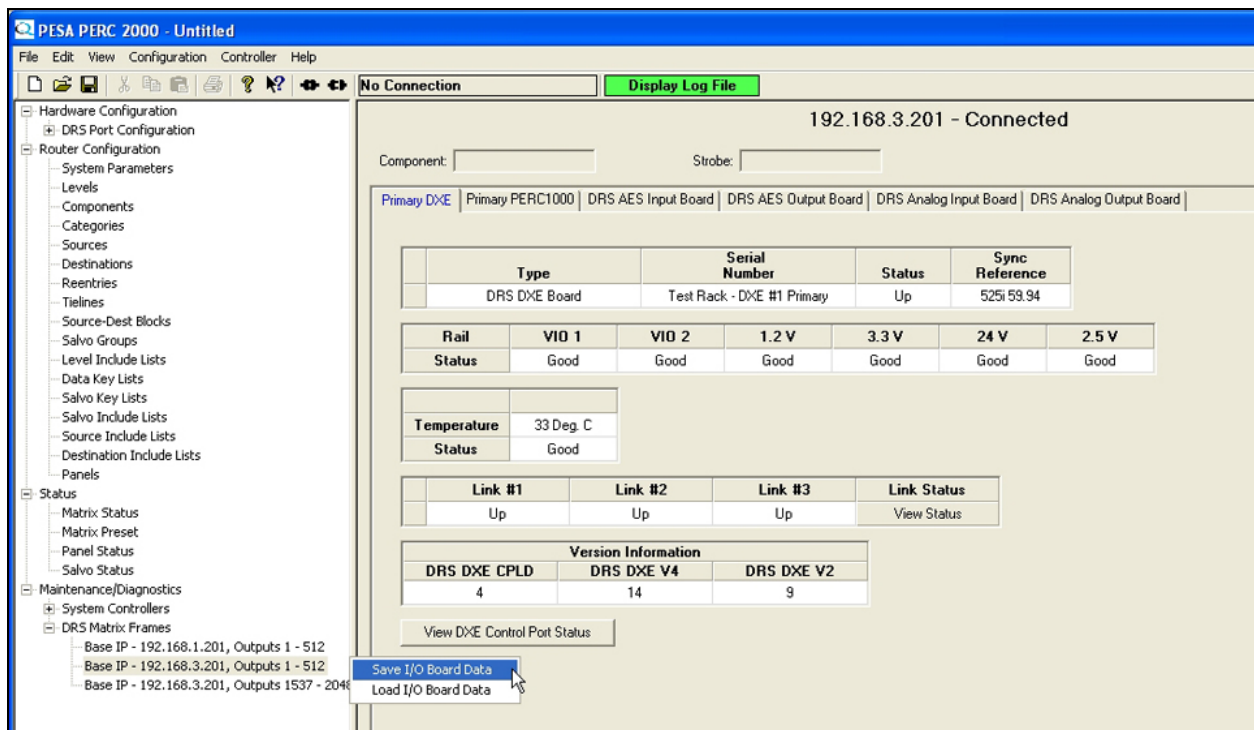 PESA PERC 2000 - Untitled
File Edit View Configuration Controller Help
No Connection Display Log File
Hardware Configuration
DRS Port Configuration
Router Configuration
System Parameters
Levels
Components
Categories
Sources
Destinations
Reentries
Tielines
Source-Dest Blocks
Salvo Groups
Level Include Lists
Data Key Lists
Salvo Key Lists
Salvo Include Lists
Source Include Lists
Destination Include Lists
Panels
Status
Matrix Status
Matrix Preset
Panel Status
Salvo Status
Maintenance/Diagnostics
System Controllers
DRS Matrix Frames
Base IP - 192.168.1.201, Outputs 1 - 512
Base IP - 192.168.3.201, Outputs 1 - 512
Base IP - 192.168.3.201, Outputs 1537 - 2048
Save I/O Board Data
Load I/O Board Data
192.168.3.201 - Connected
Component: Strobe:
Primary DXE Primary PERC1000 DRS AES Input Board DRS AES Output Board DRS Analog Input Board DRS Analog Output Board
Type Serial Number Status Sync Reference
DRS DXE Board Test Rack - DXE #1 Primary Up 525i 59.94
Rail VIO 1 VIO 2 1.2 V 3.3 V 24 V 2.5 V
Status Good Good Good Good Good Good
Temperature 33 Deg. C
Status Good
Link #1 Link #2 Link #3 Link Status
Up Up Up View Status
Version Information
DRS DXE CPLD DRS DXE V4 DRS DXE V2
4 14 9
View DXE Control Port Status